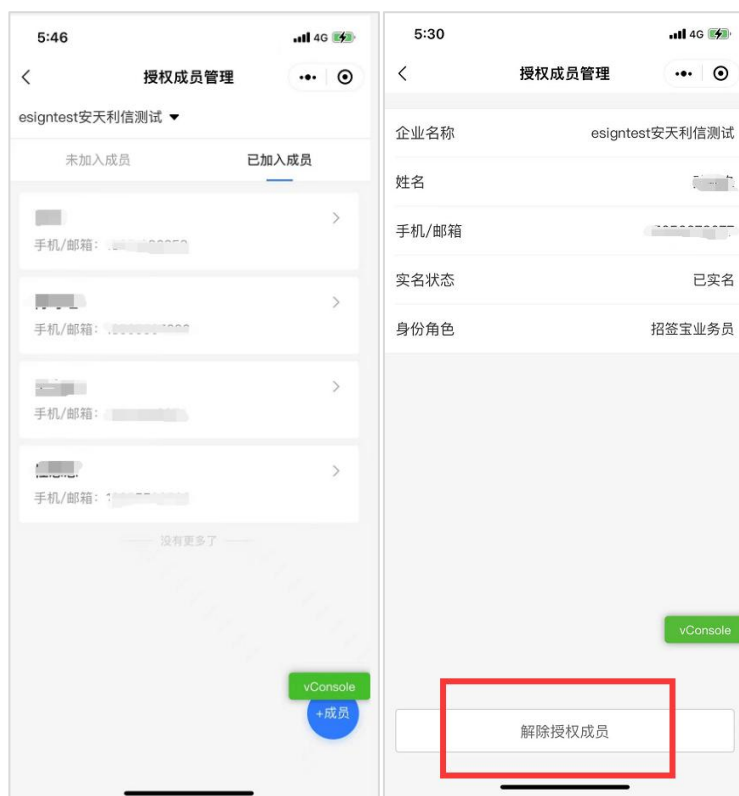 5:46
4G
授权成员管理
esigntest安天利信测试
未加入成员
已加入成员
手机/邮箱：
手机/邮箱：
手机/邮箱：
手机/邮箱：
没有更多了
vConsole
+成员
5:30
4G
授权成员管理
企业名称
esigntest安天利信测试
姓名
手机/邮箱
实名状态
已实名
身份角色
招签宝业务员
vConsole
解除授权成员